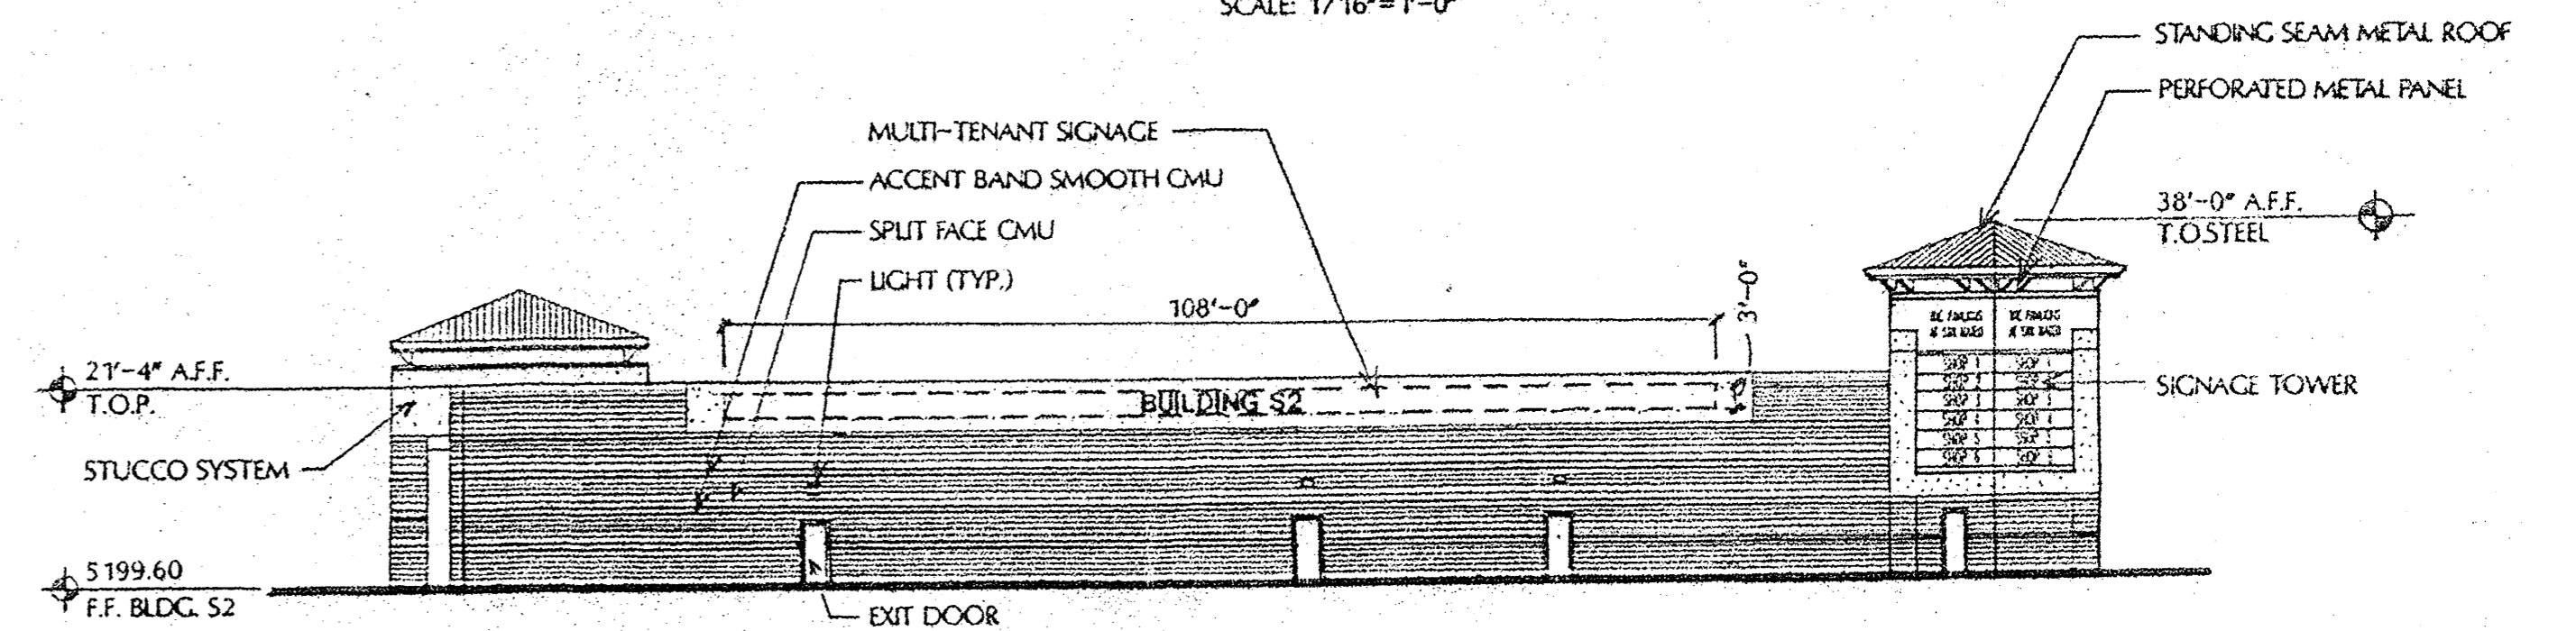 SCALE: 1/16"=1'-0"
STANDING SEAM METAL ROOF
PERFORATED METAL PANEL
MULTI-TENANT SIGNAGE
ACCENT BAND SMOOTH CMU
SPLIT FACE CMU
LIGHT (TYP.)
38'-0" A.F.F.
T.O.STEEL
108'-0"
3'-0"
21'-4" A.F.F.
T.O.P.
BUILDING S2
SIGNAGE TOWER
STUCCO SYSTEM
5199.60
F.F. BLDG. S2
EXIT DOOR